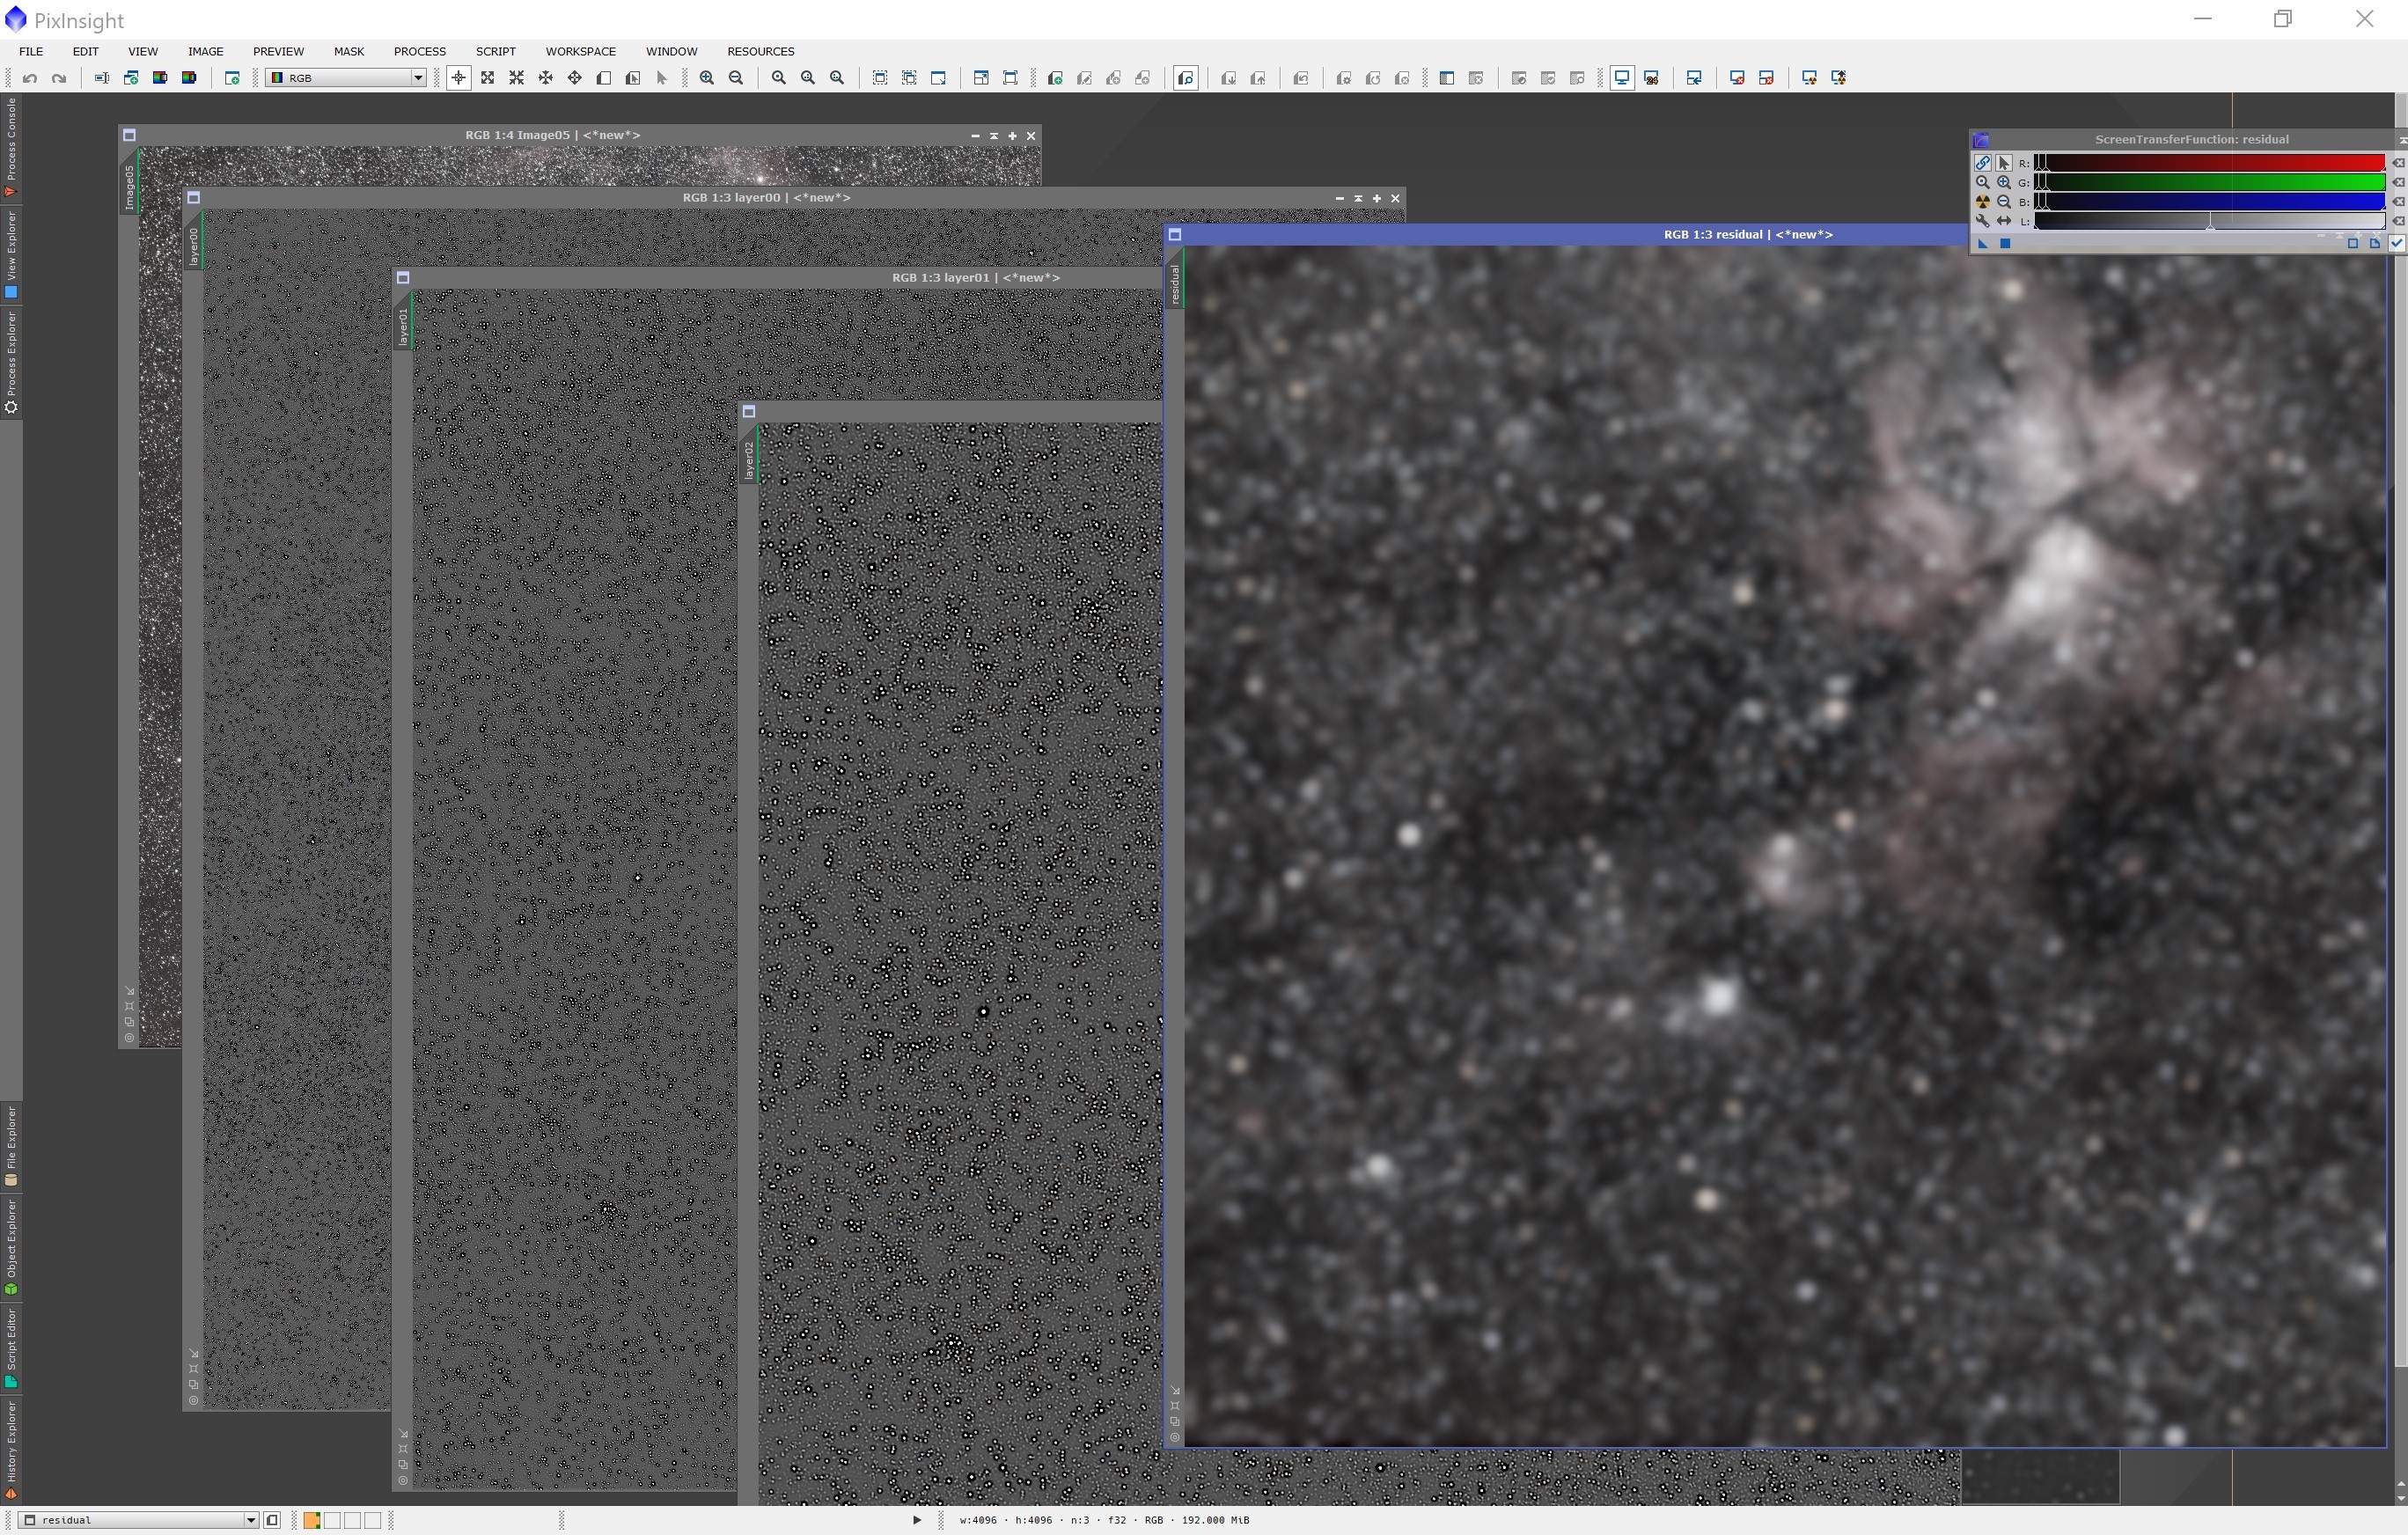 PixInsight
FILE EDIT VIEW IMAGE PREVIEW MASK PROCESS SCRIPT WORKSPACE WINDOW RESOURCES
RGB
Process Console
View Explorer
Process Explorer
File Explorer
Object Explorer
Script Editor
History Explorer
RGB 1:4 Image05 | <*new*>
Image05
RGB 1:3 layer00 | <*new*>
layer00
RGB 1:3 layer01 | <*new*>
layer01
layer02
RGB 1:3 residual | <*new*>
residual
ScreenTransferFunction: residual
R:
G:
B:
L:
residual
w:4096 · h:4096 · n:3 · f32 · RGB · 192.000 MiB